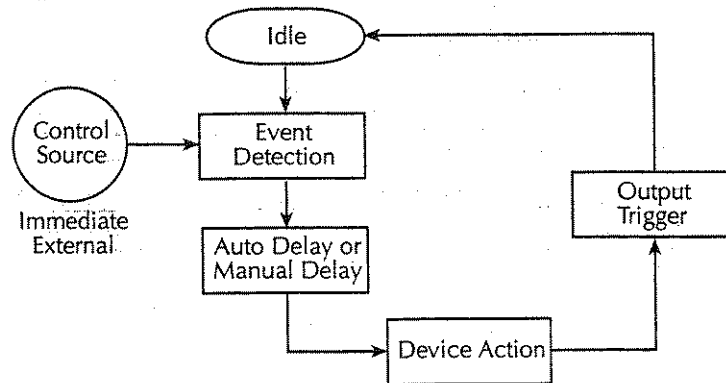 Idle
Control
Source
Event
Detection
Immediate
External
Output
Trigger
Auto Delay or
Manual Delay
Device Action